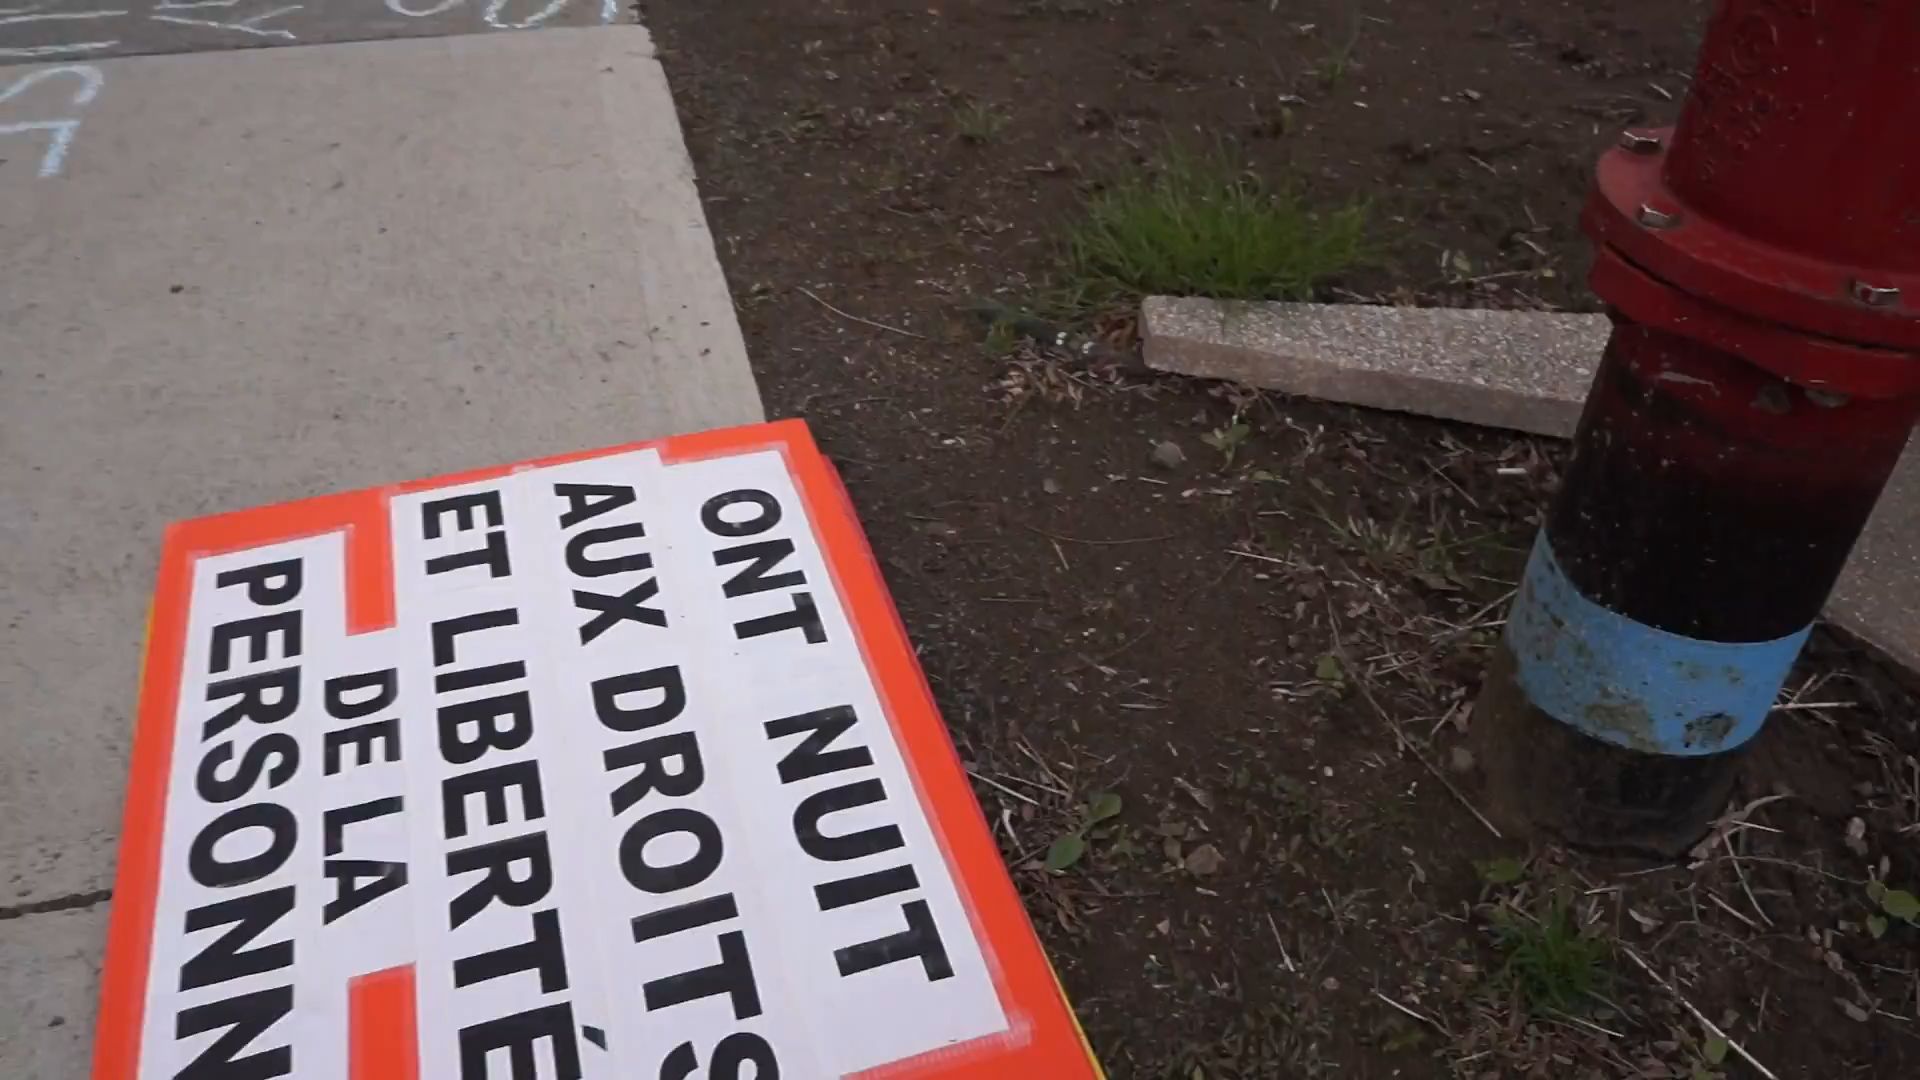 ONT NUIT
AUX DROITS
ET LIBERTÉ
DE LA
PERSONN